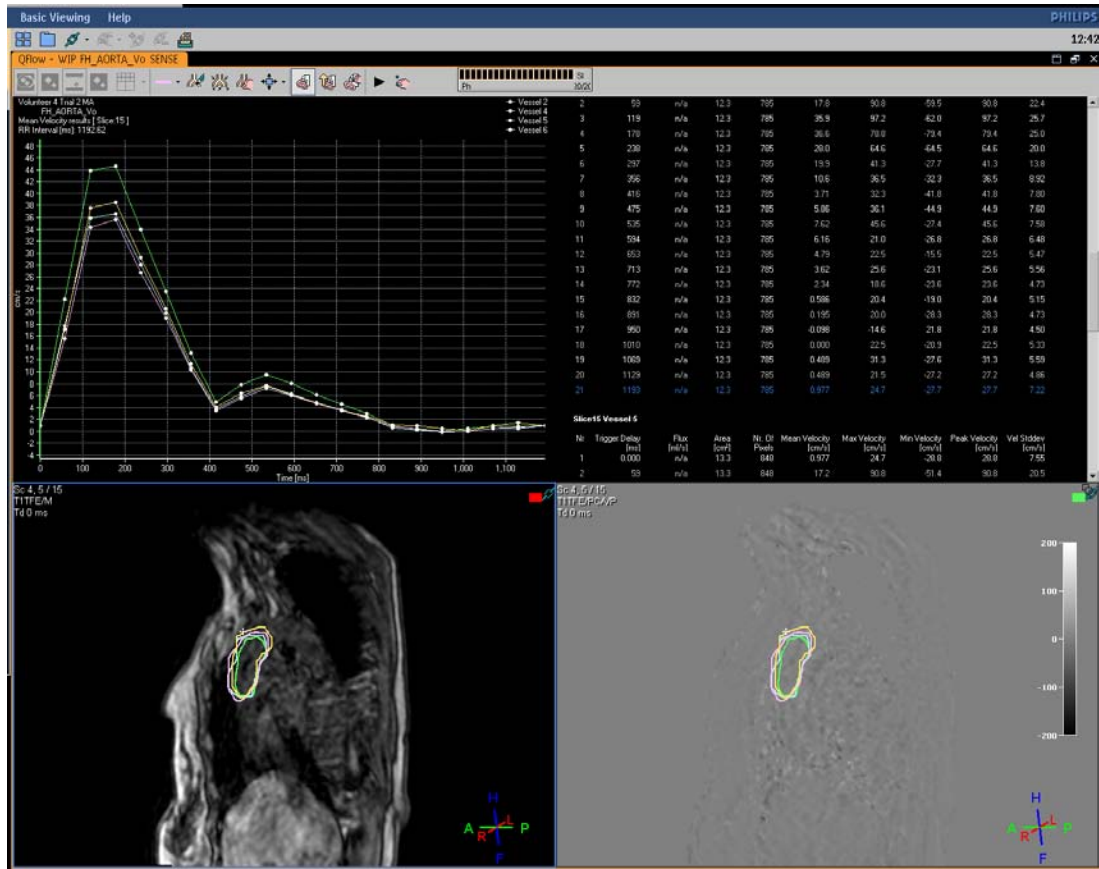 Basic Viewing Help PHILIPS
12:42
QFlow - WIP FH_AORTA_Vo SENSE
Ph Sl
Volunteer 4 Trial 2 MA
FH_AORTA_Vo
Mean Velocity results [ Slice:15 ]
RR Interval [ms] 1192.62
Vessel 2
Vessel 4
Vessel 5
Vessel 6
48
46
44
42
40
38
36
34
32
30
28
26
24
22
20
18
16
14
12
10
8
6
4
2
0
-2
-4
cm/s
0 100 200 300 400 500 600 700 800 900 1,000 1,100
Time [ms]
2 59 n/a 12.3 785 17.8 90.8 -59.5 90.8 22.4
3 119 n/a 12.3 785 35.9 97.2 -62.0 97.2 25.7
4 178 n/a 12.3 785 36.6 78.8 -79.4 79.4 25.0
5 238 n/a 12.3 785 28.0 64.6 -64.5 64.6 20.0
6 297 n/a 12.3 785 19.9 41.3 -27.7 41.3 13.8
7 356 n/a 12.3 785 10.6 36.5 -32.3 36.5 8.92
8 416 n/a 12.3 785 3.71 32.3 -41.8 41.8 7.80
9 475 n/a 12.3 785 5.86 36.1 -44.9 44.9 7.60
10 535 n/a 12.3 785 7.62 45.6 -27.4 45.6 7.58
11 594 n/a 12.3 785 6.16 21.0 -26.8 26.8 6.48
12 653 n/a 12.3 785 4.79 22.5 -15.5 22.5 5.47
13 713 n/a 12.3 785 3.62 25.6 -23.1 25.6 5.56
14 772 n/a 12.3 785 2.34 18.6 -23.6 23.6 4.73
15 832 n/a 12.3 785 0.586 20.4 -19.0 20.4 5.15
16 891 n/a 12.3 785 0.195 20.0 -28.3 28.3 4.73
17 950 n/a 12.3 785 -0.098 -14.6 21.8 21.8 4.50
18 1010 n/a 12.3 785 0.000 22.5 -20.9 22.5 5.33
19 1069 n/a 12.3 785 0.489 31.3 -27.6 31.3 5.59
20 1129 n/a 12.3 785 0.489 21.5 -27.2 27.2 4.86
21 1193 n/a 12.3 785 0.977 24.7 -27.7 27.7 7.22
Slice15 Vessel 5
Nr Trigger Delay Flux Area Nr. Of Mean Velocity Max Velocity Min Velocity Peak Velocity Vel Stddev
[ms] [ml/s] [cm²] Pixels [cm/s] [cm/s] [cm/s] [cm/s] [cm/s]
1 0.000 n/a 13.3 848 0.977 24.7 -28.8 28.8 7.55
2 59 n/a 13.3 848 17.2 90.8 -51.4 90.8 20.5
Sc 4, 5 / 15
T1TFE/M
Td 0 ms
H
A P
R L
F
Sc 4, 5 / 15
T1TFE/PCA/P
Td 0 ms
200
100
0
-100
-200
H
A P
R L
F